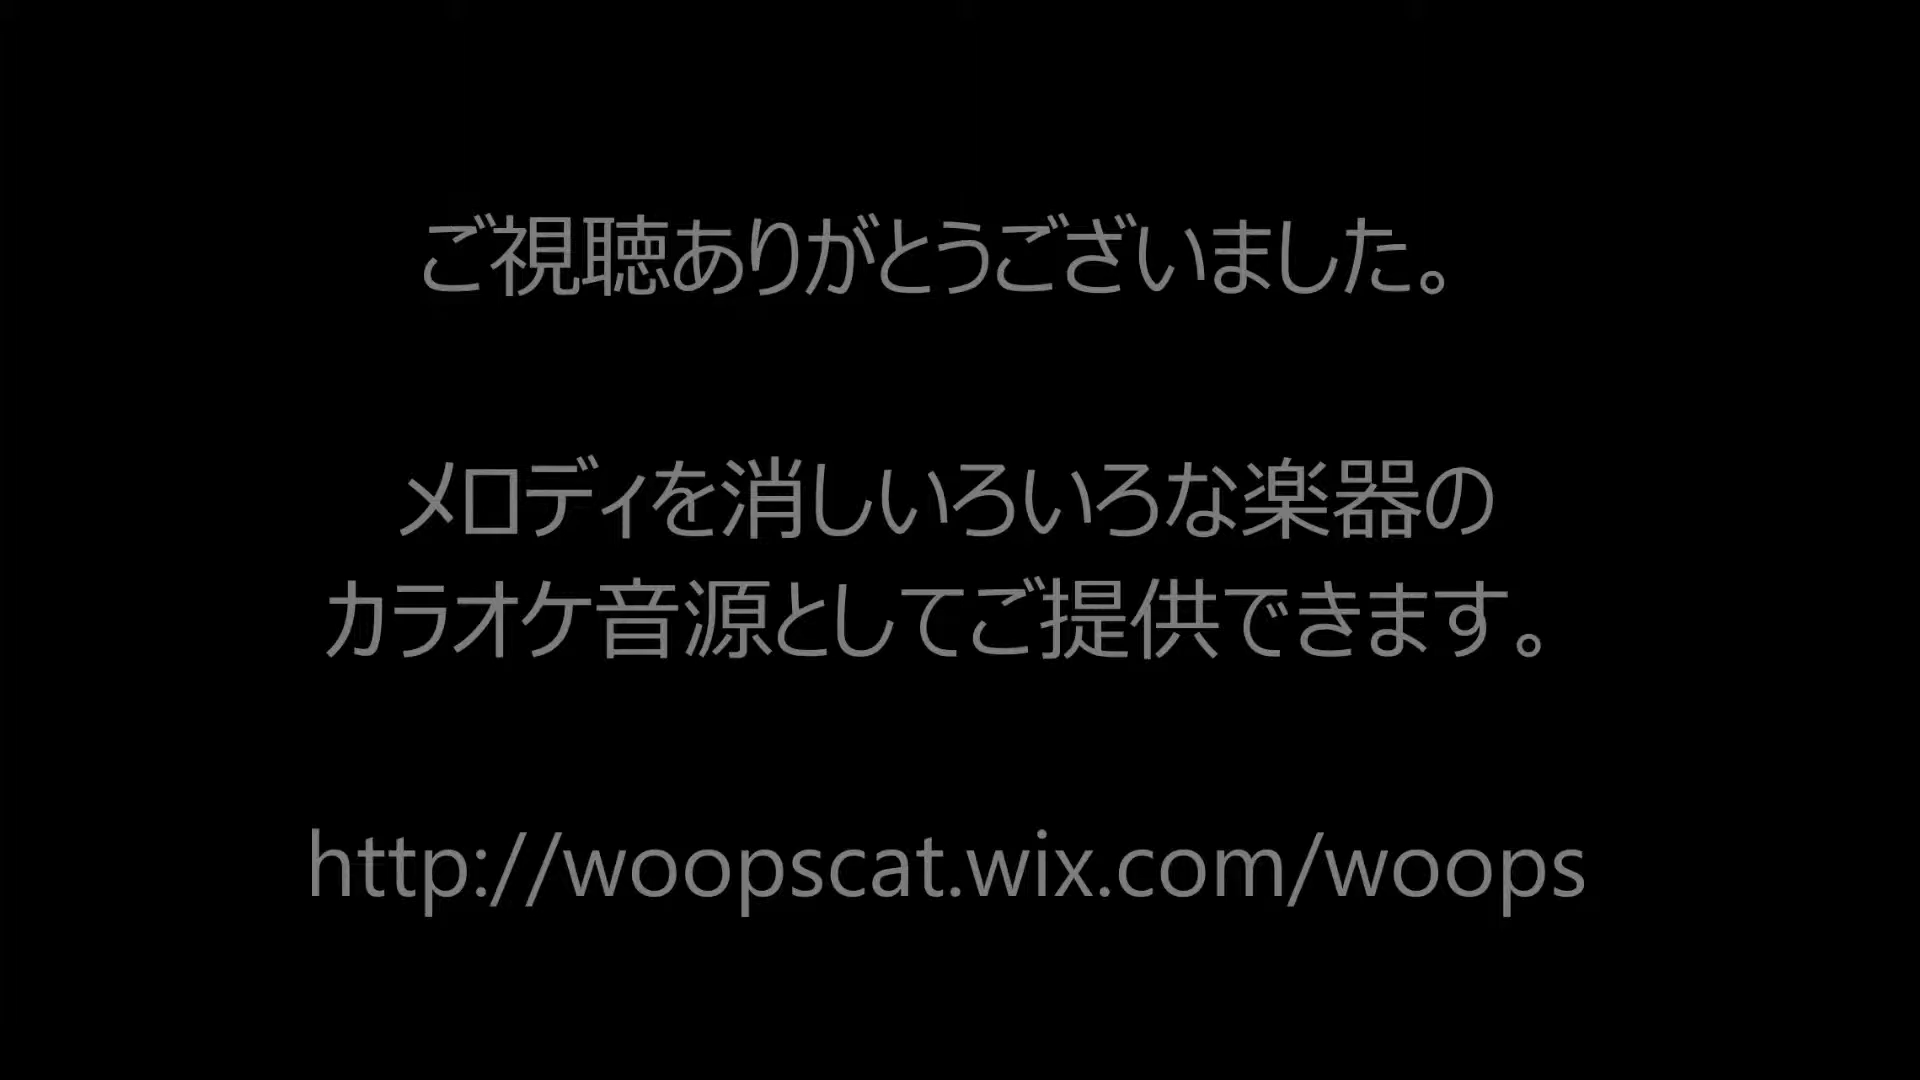 ご視聴ありがとうございました。
メロディを消しいろいろな楽器の
カラオケ音源としてご提供できます。
http://woopscat.wix.com/woops